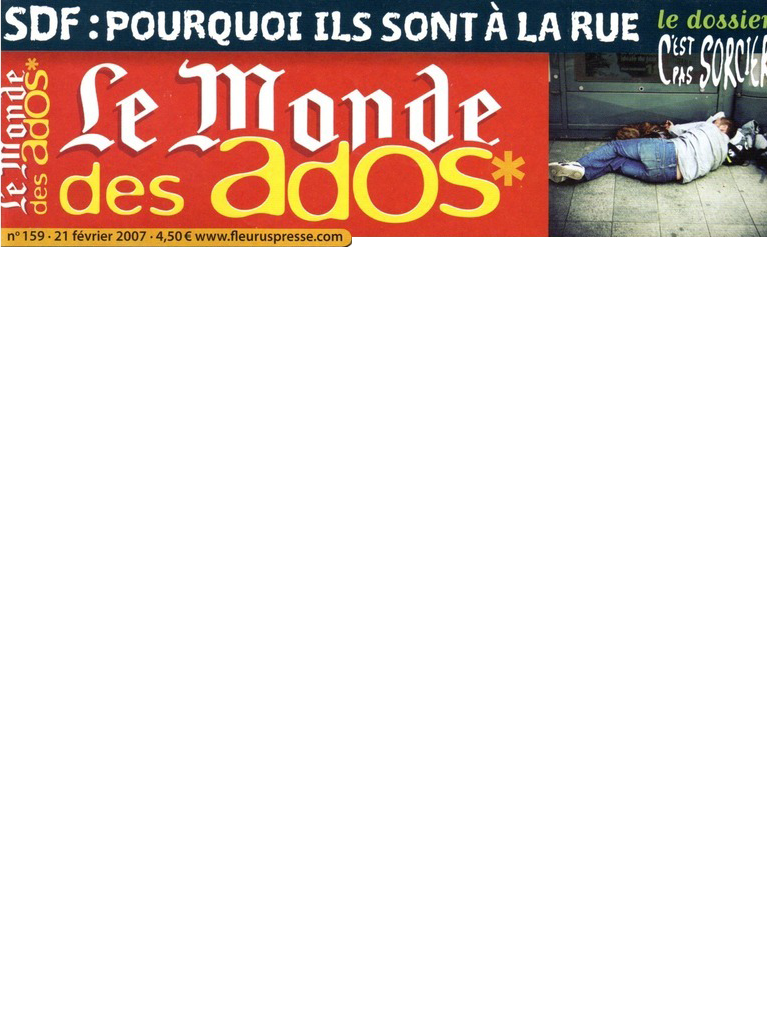 SDF : POURQUOI ILS SONT À LA RUE
le dossier
C'EST
PAS SORCIER
Le Monde
des ados*
Le Monde
des ados*
n° 159 · 21 février 2007 · 4,50 € www.fleuruspresse.com